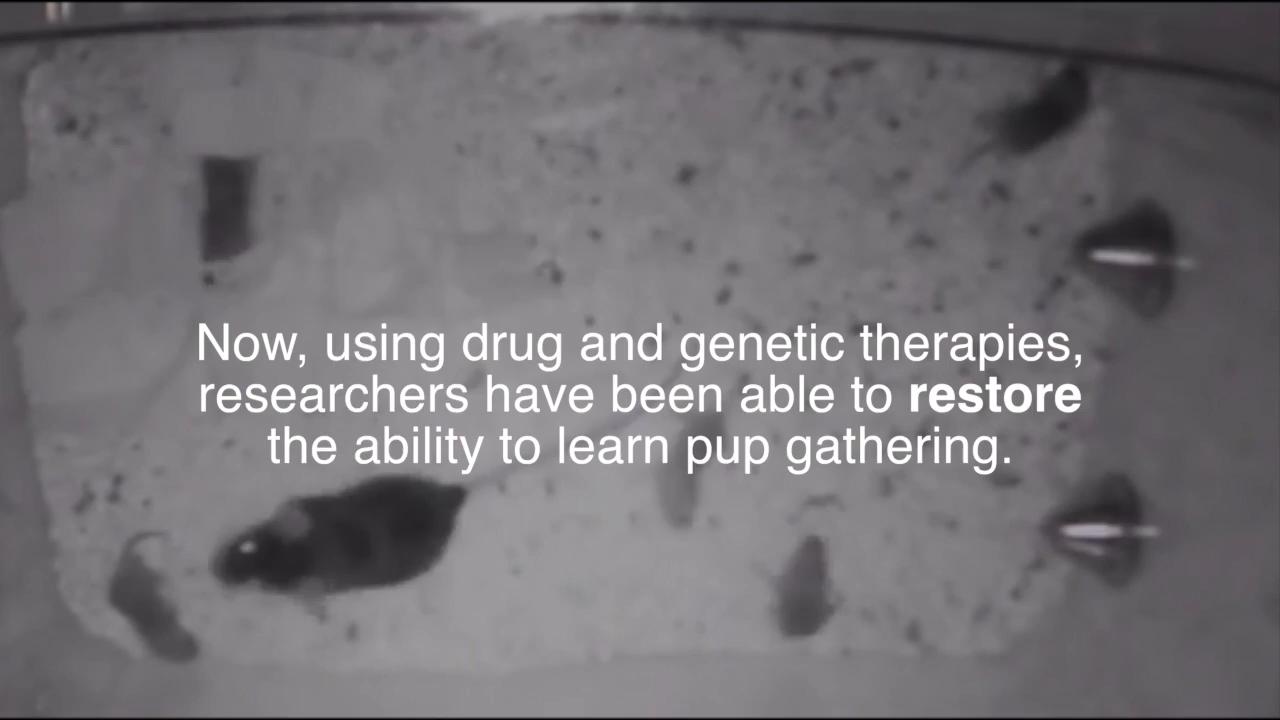 Now, using drug and genetic therapies,
researchers have been able to restore
the ability to learn pup gathering.